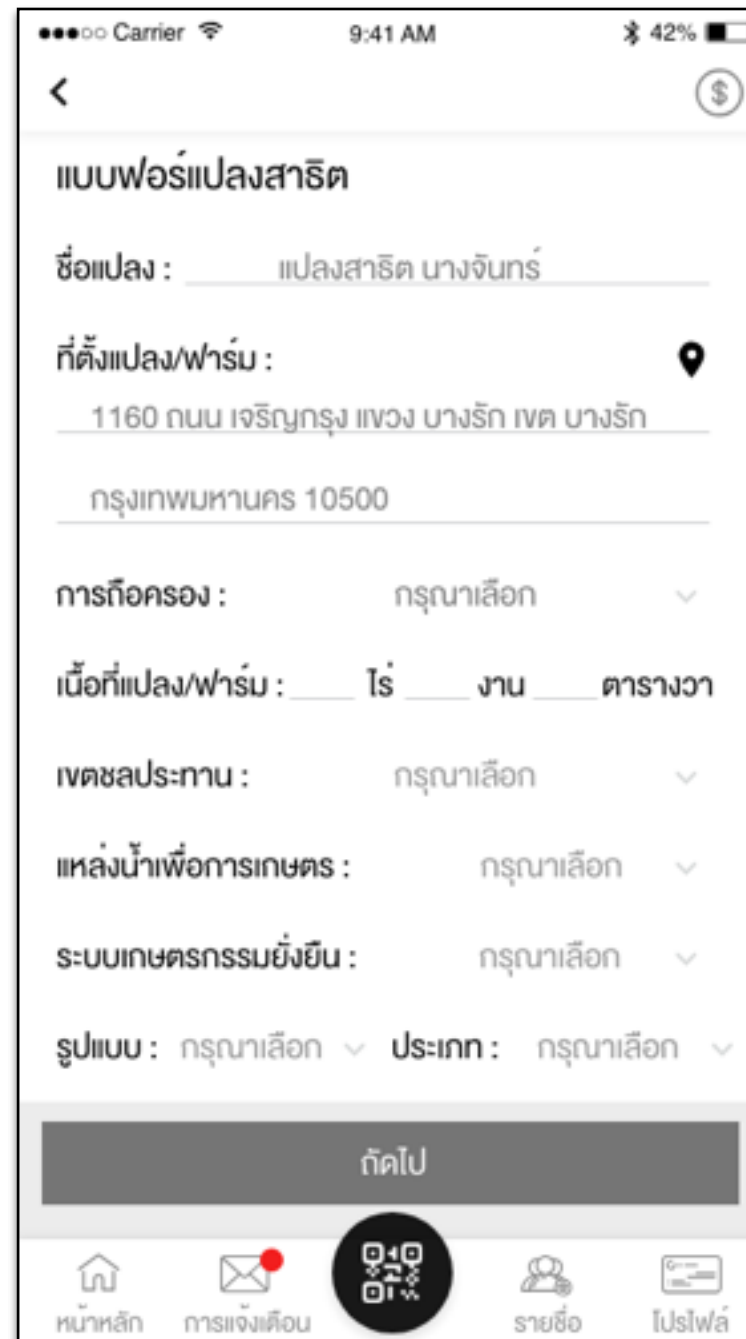 Carrier 9:41 AM 42%
$
แบบฟอร์แปลงสาธิต
ชื่อแปลง : แปลงสาธิต นางจันทร์
ที่ตั้งแปลง/ฟาร์ม :
1160 ถนน เจริญกรุง แขวง บางรัก เขต บางรัก
กรุงเทพมหานคร 10500
การถือครอง : กรุณาเลือก
เนื้อที่แปลง/ฟาร์ม : ____ ไร่ ____ งาน ____ ตารางวา
เขตชลประทาน : กรุณาเลือก
แหล่งน้ำเพื่อการเกษตร : กรุณาเลือก
ระบบเกษตรกรรมยั่งยืน : กรุณาเลือก
รูปแบบ : กรุณาเลือก ประเภท : กรุณาเลือก
ถัดไป
หน้าหลัก การแจ้งเตือน รายชื่อ โปรไฟล์